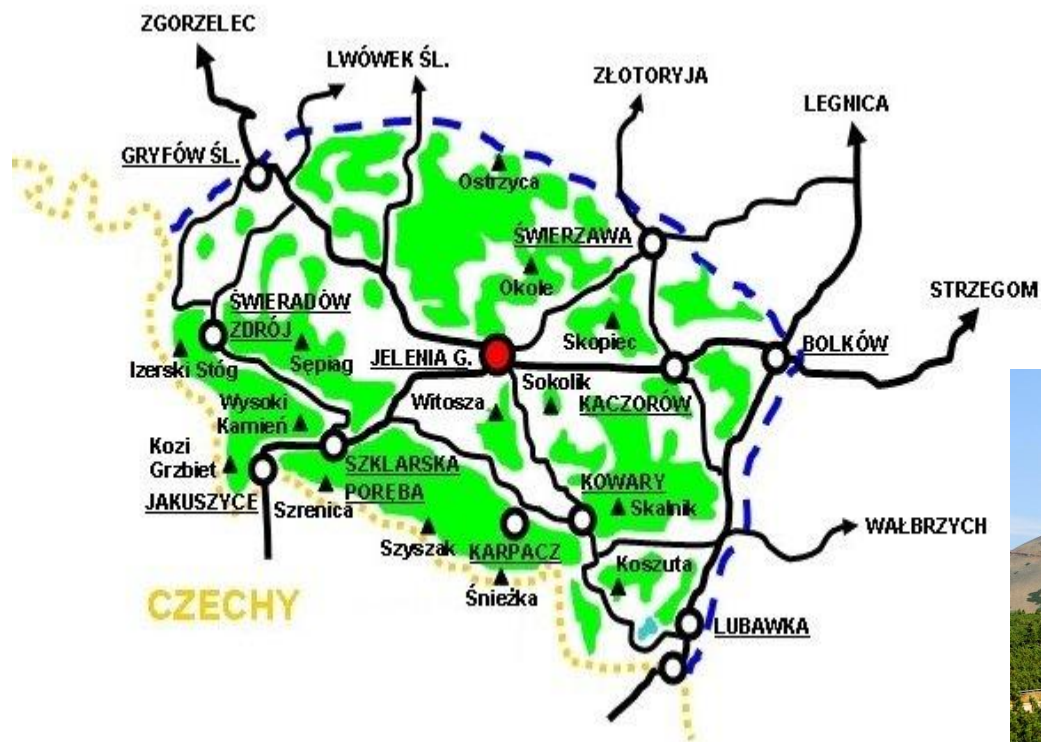 ZGORZELEC
LWÓWEK ŚL.
ZŁOTORYJA
LEGNICA
GRYFÓW ŚL.
Ostrzyca
ŚWIERZAWA
Okole
STRZEGOM
ŚWIERADÓW
ZDRÓJ
Izerski Stóg
Sępiag
JELENIA G.
Skopiec
BOLKÓW
Sokolik
KACZORÓW
Wysoki
Kamień
Witosza
Kozi
Grzbiet
SZKLARSKA
PORĘBA
KOWARY
Skalnik
JAKUSZYCE
Szrenica
Szyszak
KARPACZ
WAŁBRZYCH
Koszuta
Śnieżka
CZECHY
LUBAWKA